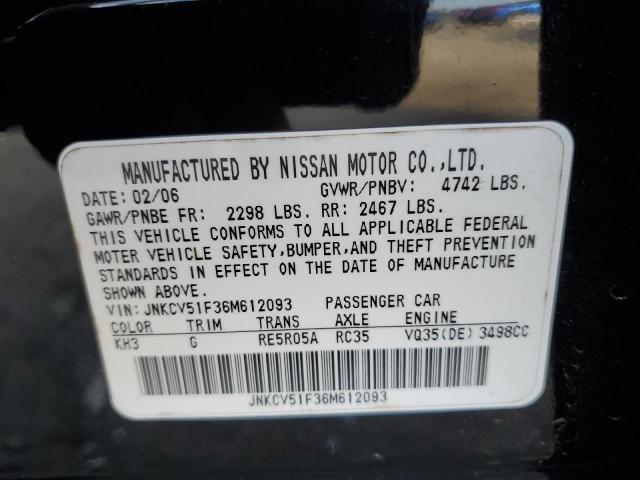 MANUFACTURED BY NISSAN MOTOR CO.,LTD.
DATE: 02/06 GVWR/PNBV: 4742 LBS.
GAWR/PNBE FR: 2298 LBS. RR: 2467 LBS.
THIS VEHICLE CONFORMS TO ALL APPLICABLE FEDERAL
MOTOR VEHICLE SAFETY,BUMPER,AND THEFT PREVENTION
STANDARDS IN EFFECT ON THE DATE OF MANUFACTURE
SHOWN ABOVE.
VIN: JNKCV51F36M612093 PASSENGER CAR
COLOR TRIM TRANS AXLE ENGINE
KH3 G RE5R05A RC35 VQ35(DE) 3498CC
JNKCV51F36M612093